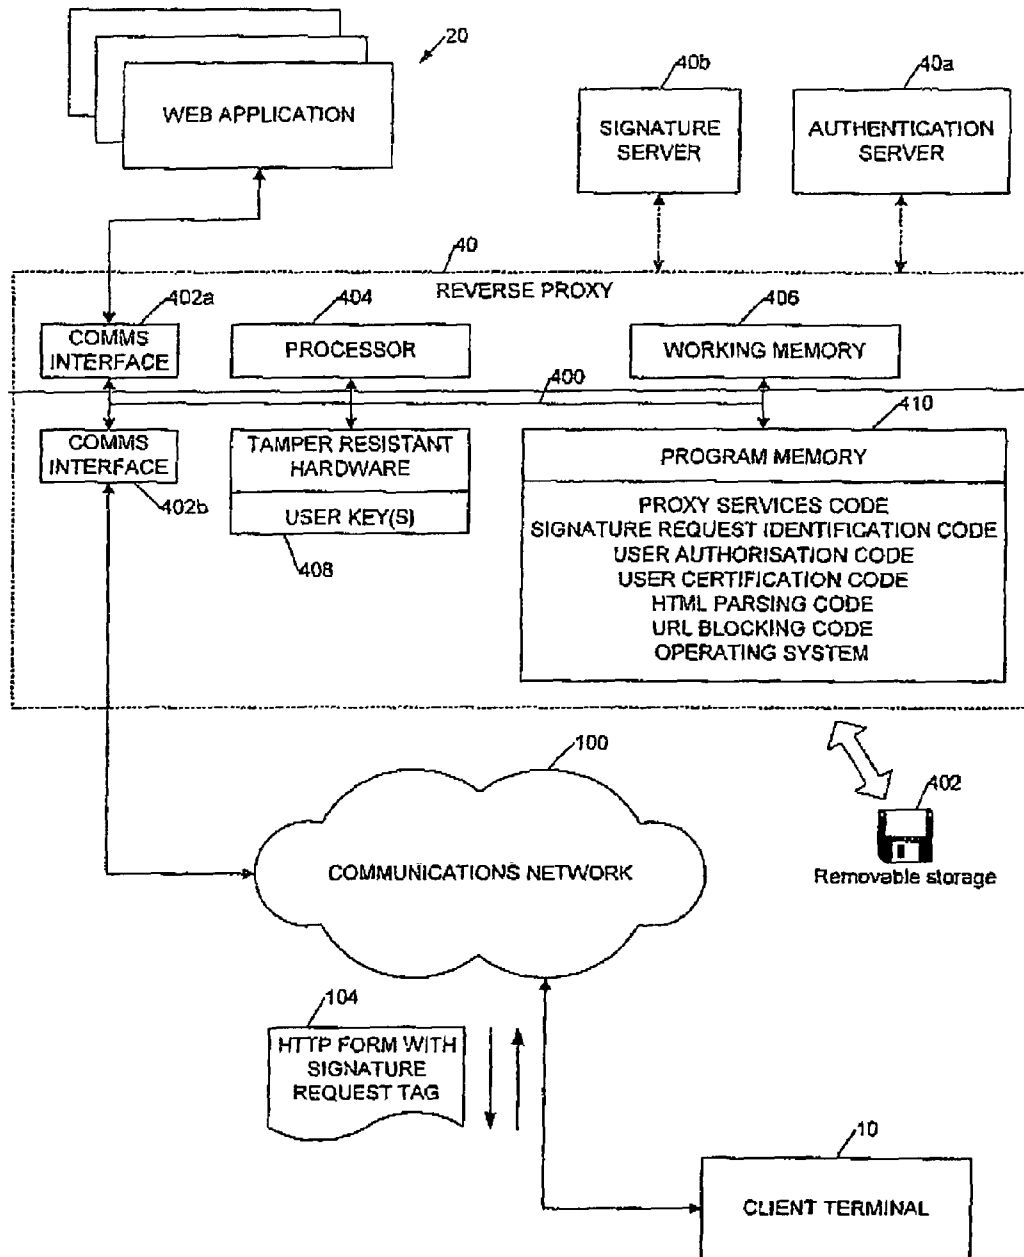 20
WEB APPLICATION
40b
SIGNATURE
SERVER
40a
AUTHENTICATION
SERVER
40
REVERSE PROXY
402a
COMMS
INTERFACE
404
PROCESSOR
406
WORKING MEMORY
400
COMMS
INTERFACE
402b
TAMPER RESISTANT
HARDWARE
USER KEY(S)
408
410
PROGRAM MEMORY
PROXY SERVICES CODE
SIGNATURE REQUEST IDENTIFICATION CODE
USER AUTHORISATION CODE
USER CERTIFICATION CODE
HTML PARSING CODE
URL BLOCKING CODE
OPERATING SYSTEM
100
COMMUNICATIONS NETWORK
402
Removable storage
104
HTTP FORM WITH
SIGNATURE
REQUEST TAG
10
CLIENT TERMINAL